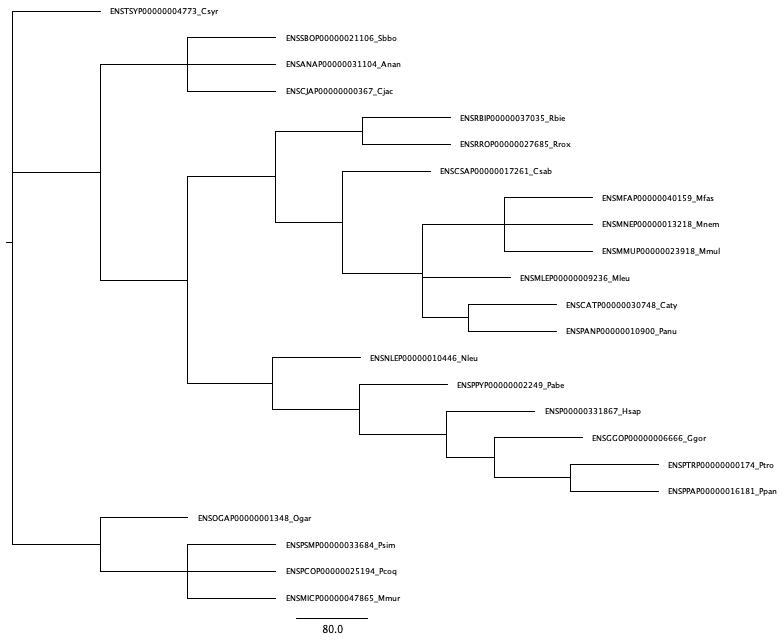 ENSTSYP00000004773_Csyr
ENSSBOP00000021106_Sbbo
ENSANAP00000031104_Anan
ENSCJAP00000000367_Cjac
ENSRBIP00000037035_Rbie
ENSRROP00000027685_Rrox
ENSCSAP00000017261_Csab
ENSMFAP00000040159_Mfas
ENSMNEP00000013218_Mnem
ENSMMUP00000023918_Mmul
ENSMLEP00000009236_Mleu
ENSCATP00000030748_Caty
ENSPANP00000010900_Panu
ENSNLEP00000010446_Nleu
ENSPPYP00000002249_Pabe
ENSP00000331867_Hsap
ENSGGOP00000006666_Ggor
ENSPTRP00000000174_Ptro
ENSPPAP00000016181_Ppan
ENSOGAP00000001348_Ogar
ENSPSMP00000033684_Psim
ENSPCOP00000025194_Pcoq
ENSMICP00000047865_Mmur
80.0